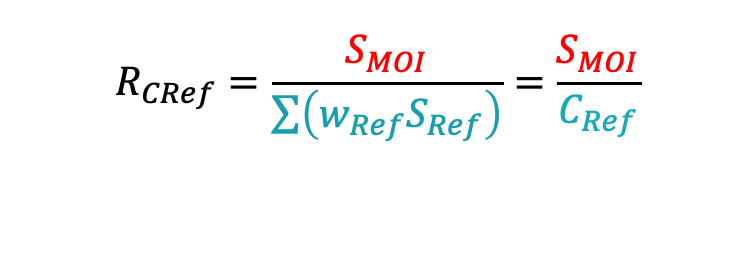 R_CRef = S_MOI / ∑(w_Ref S_Ref) = S_MOI / C_Ref